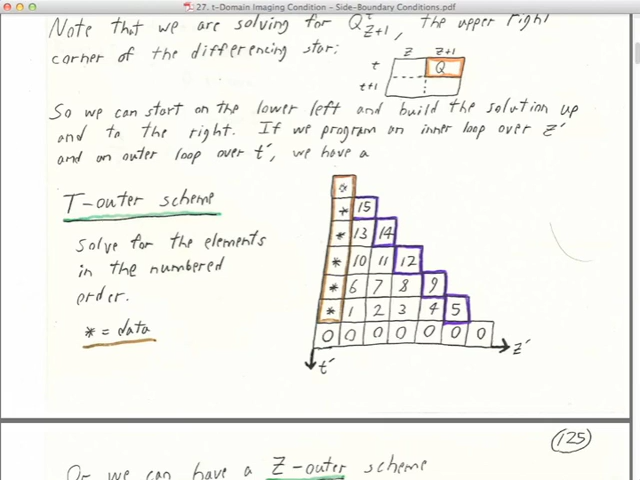 27. t-Domain Imaging Condition - Side-Boundary Conditions.pdf
Note that we are solving for Q^t_z+1, the upper right
corner of the differencing star:
z z+1
t Q
t+1
So we can start on the lower left and build the solution up
and to the right. If we program an inner loop over z'
and an outer loop over t', we have a
T-outer scheme
Solve for the elements
in the numbered
order.
* = data
*
* 15
* 13 14
* 10 11 12
* 6 7 8 9
* 1 2 3 4 5
0 0 0 0 0 0 0
z'
t'
125
Or we can have a Z-outer scheme